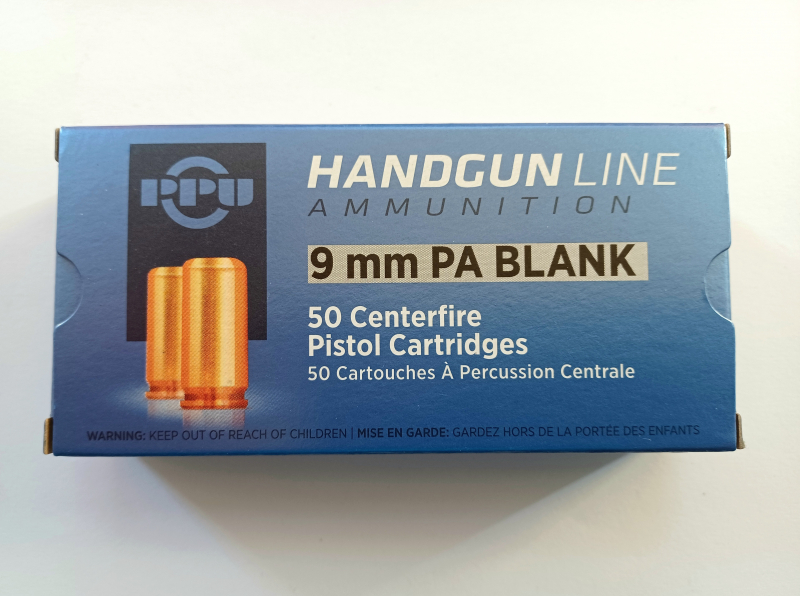 PPU
HANDGUN LINE
AMMUNITION
9 mm PA BLANK
50 Centerfire
Pistol Cartridges
50 Cartouches À Percussion Centrale
WARNING: KEEP OUT OF REACH OF CHILDREN | MISE EN GARDE: GARDEZ HORS DE LA PORTÉE DES ENFANTS